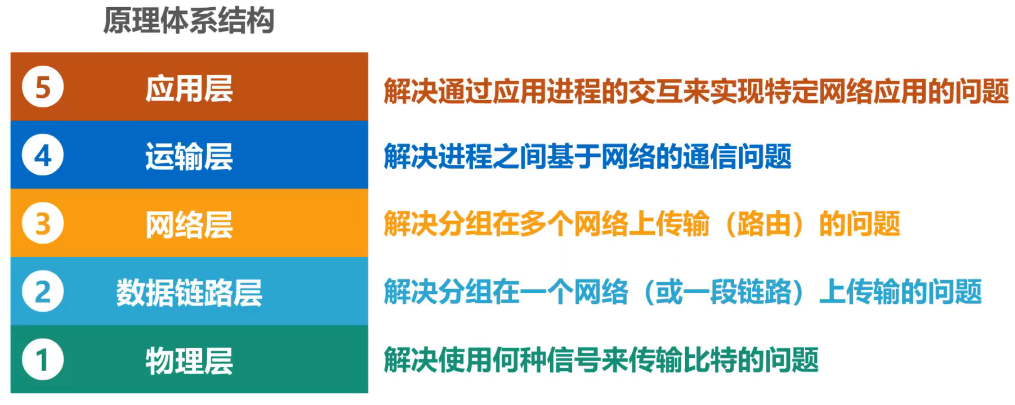 原理体系结构
5 应用层 解决通过应用进程的交互来实现特定网络应用的问题
4 运输层 解决进程之间基于网络的通信问题
3 网络层 解决分组在多个网络上传输（路由）的问题
2 数据链路层 解决分组在一个网络（或一段链路）上传输的问题
1 物理层 解决使用何种信号来传输比特的问题